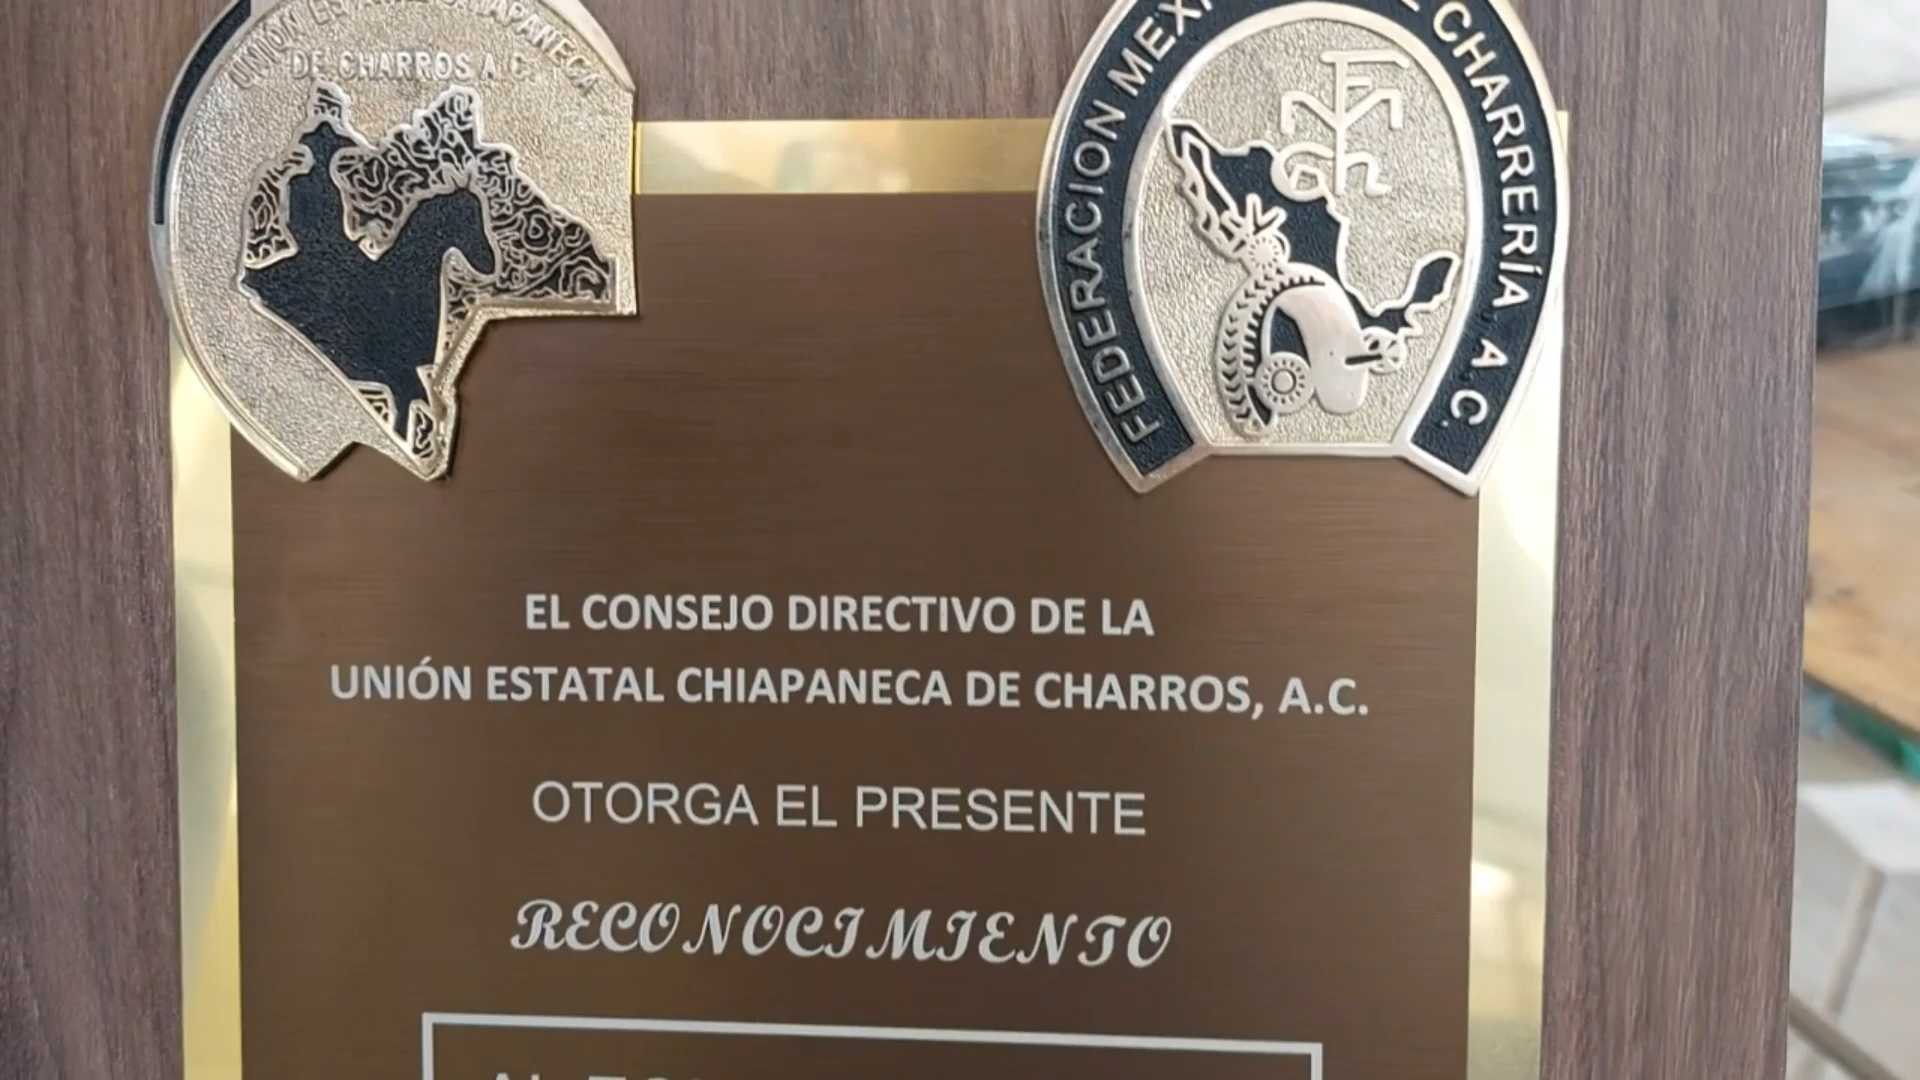 UNIÓN ESTATAL CHIAPANECA
DE CHARROS A.C.
FEDERACION MEXICANA DE CHARRERÍA, A.C.
EL CONSEJO DIRECTIVO DE LA
UNIÓN ESTATAL CHIAPANECA DE CHARROS, A.C.
OTORGA EL PRESENTE
RECONOCIMIENTO